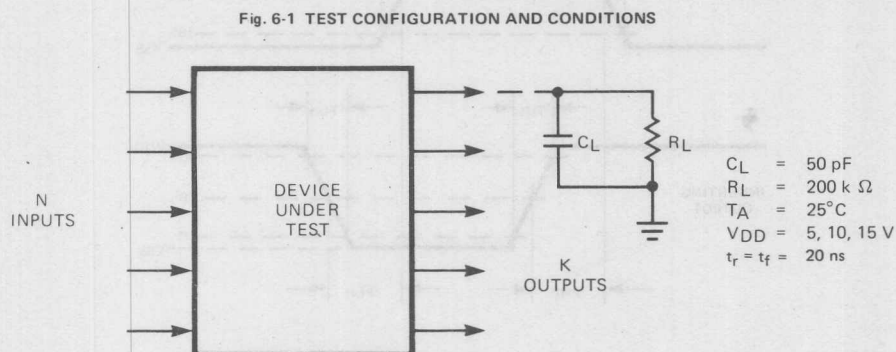 Fig. 6-1 TEST CONFIGURATION AND CONDITIONS
N
INPUTS
DEVICE
UNDER
TEST
K
OUTPUTS
CL
RL
CL = 50 pF
RL = 200 k Ω
TA = 25°C
VDD = 5, 10, 15 V
tr = tf = 20 ns